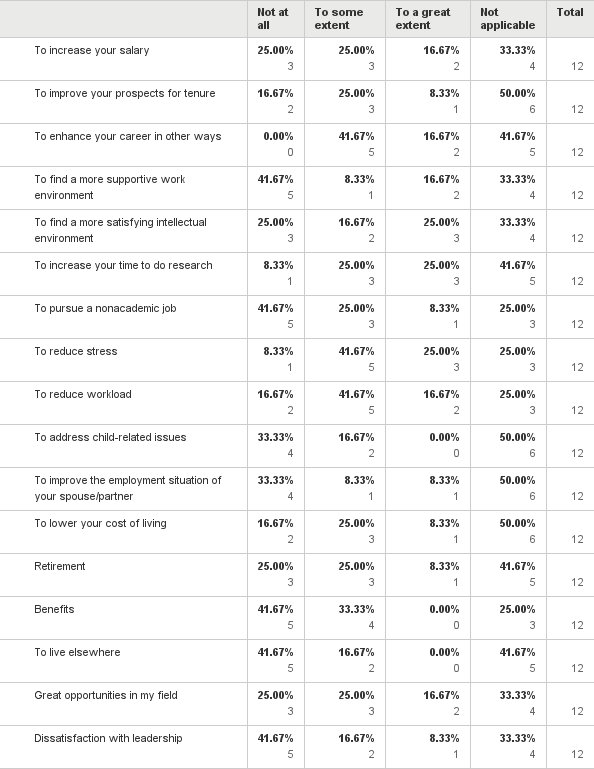 Not at all To some extent To a great extent Not applicable Total
To increase your salary 25.00% 25.00% 16.67% 33.33%
3 3 2 4 12
To improve your prospects for tenure 16.67% 25.00% 8.33% 50.00%
2 3 1 6 12
To enhance your career in other ways 0.00% 41.67% 16.67% 41.67%
0 5 2 5 12
To find a more supportive work 41.67% 8.33% 16.67% 33.33%
environment 5 1 2 4 12
To find a more satisfying intellectual 25.00% 16.67% 25.00% 33.33%
environment 3 2 3 4 12
To increase your time to do research 8.33% 25.00% 25.00% 41.67%
1 3 3 5 12
To pursue a nonacademic job 41.67% 25.00% 8.33% 25.00%
5 3 1 3 12
To reduce stress 8.33% 41.67% 25.00% 25.00%
1 5 3 3 12
To reduce workload 16.67% 41.67% 16.67% 25.00%
2 5 2 3 12
To address child-related issues 33.33% 16.67% 0.00% 50.00%
4 2 0 6 12
To improve the employment situation of 33.33% 8.33% 8.33% 50.00%
your spouse/partner 4 1 1 6 12
To lower your cost of living 16.67% 25.00% 8.33% 50.00%
2 3 1 6 12
Retirement 25.00% 25.00% 8.33% 41.67%
3 3 1 5 12
Benefits 41.67% 33.33% 0.00% 25.00%
5 4 0 3 12
To live elsewhere 41.67% 16.67% 0.00% 41.67%
5 2 0 5 12
Great opportunities in my field 25.00% 25.00% 16.67% 33.33%
3 3 2 4 12
Dissatisfaction with leadership 41.67% 16.67% 8.33% 33.33%
5 2 1 4 12